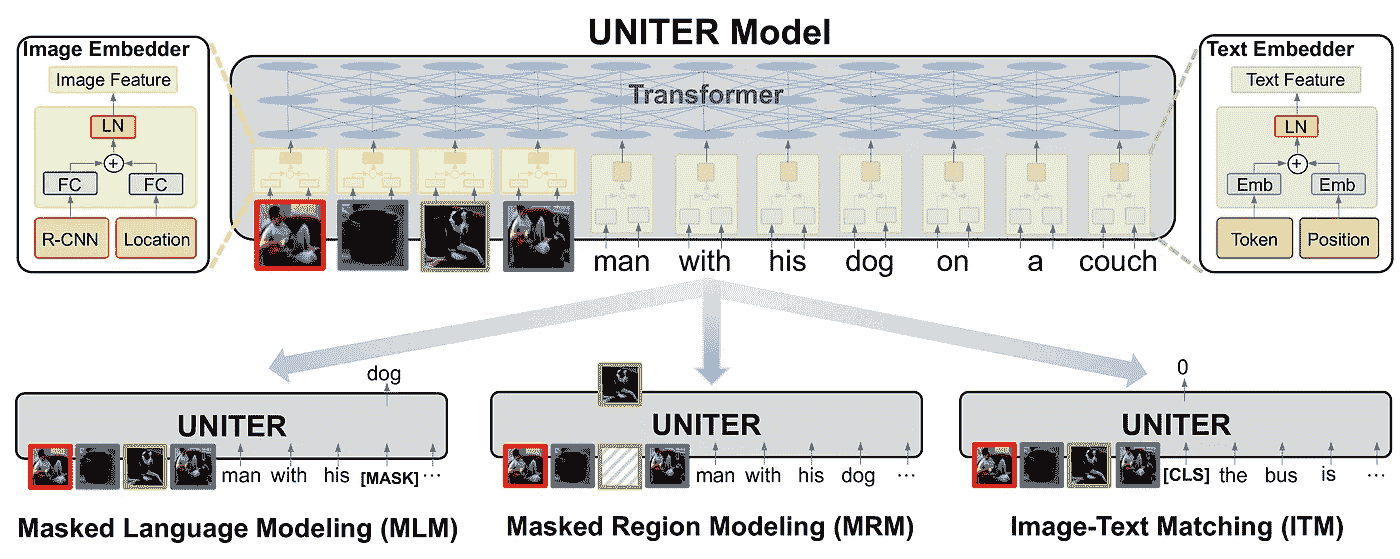 UNITER Model
Image Embedder
Image Feature
LN
+
FC FC
R-CNN Location
Transformer
man with his dog on a couch
Text Embedder
Text Feature
LN
+
Emb Emb
Token Position
dog
UNITER
man with his [MASK] ...
Masked Language Modeling (MLM)
UNITER
man with his dog ...
Masked Region Modeling (MRM)
0
UNITER
[CLS] the bus is ...
Image-Text Matching (ITM)